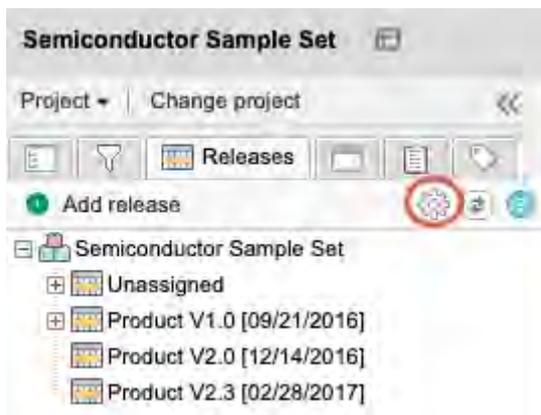 Semiconductor Sample Set
Project | Change project
Releases
Add release
Semiconductor Sample Set
Unassigned
Product V1.0 [09/21/2016]
Product V2.0 [12/14/2016]
Product V2.3 [02/28/2017]